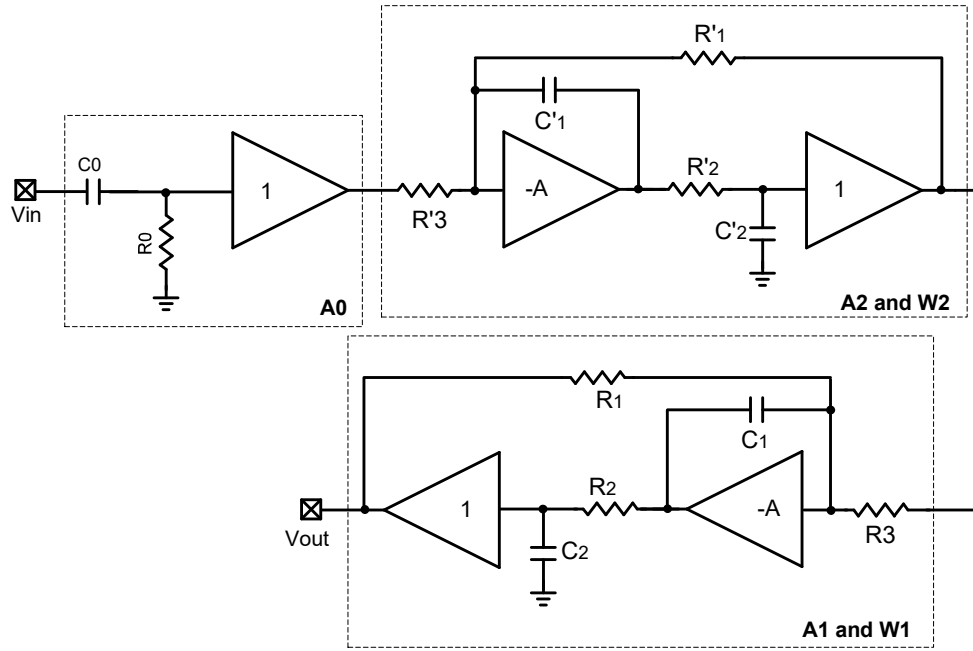 R'1
C'1
C0
1
-A
R'2
1
Vin
R'3
C'2
R0
A0
A2 and W2
R1
C1
1
R2
-A
Vout
C2
R3
A1 and W1